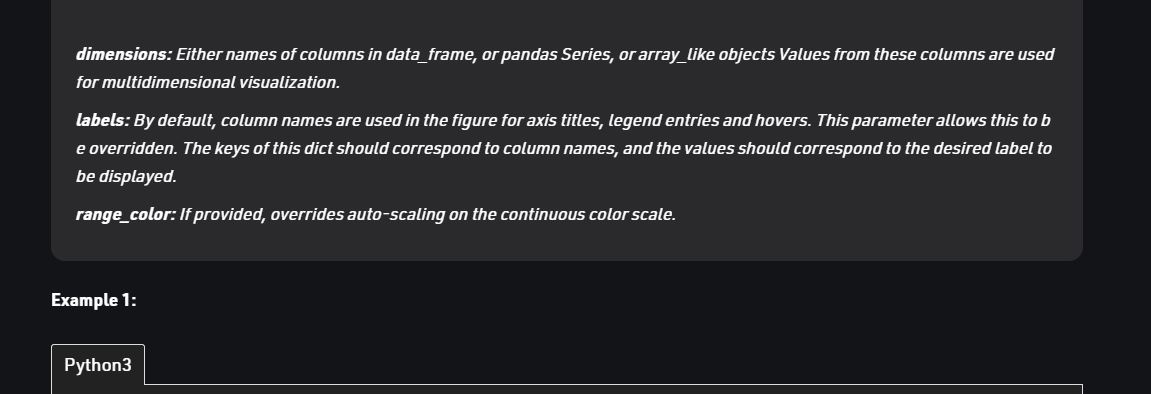 dimensions: Either names of columns in data_frame, or pandas Series, or array_like objects Values from these columns are used
for multidimensional visualization.
labels: By default, column names are used in the figure for axis titles, legend entries and hovers. This parameter allows this to b
e overridden. The keys of this dict should correspond to column names, and the values should correspond to the desired label to
be displayed.
range_color: If provided, overrides auto-scaling on the continuous color scale.
Example 1:
Python3